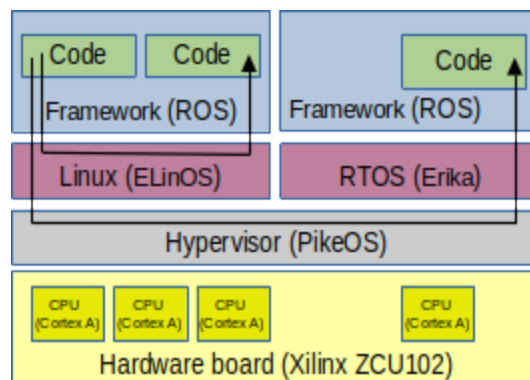 Code
Code
Code
Framework (ROS)
Framework (ROS)
Linux (ELinOS)
RTOS (Erika)
Hypervisor (PikeOS)
CPU
(Cortex A)
CPU
(Cortex A)
CPU
(Cortex A)
CPU
(Cortex A)
Hardware board (Xilinx ZCU102)